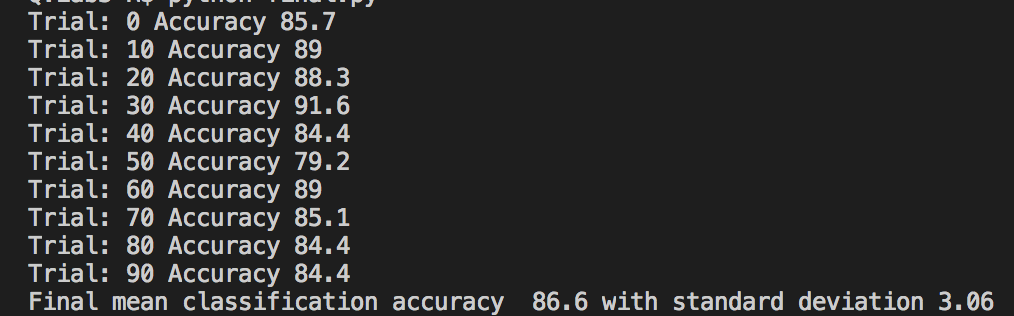 python final.py
Trial: 0 Accuracy 85.7
Trial: 10 Accuracy 89
Trial: 20 Accuracy 88.3
Trial: 30 Accuracy 91.6
Trial: 40 Accuracy 84.4
Trial: 50 Accuracy 79.2
Trial: 60 Accuracy 89
Trial: 70 Accuracy 85.1
Trial: 80 Accuracy 84.4
Trial: 90 Accuracy 84.4
Final mean classification accuracy  86.6 with standard deviation 3.06